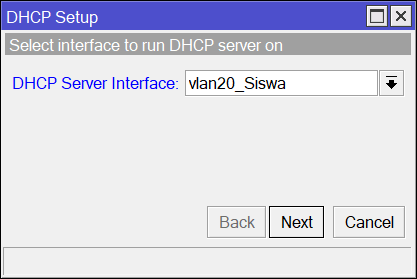 DHCP Setup
Select interface to run DHCP server on
DHCP Server Interface: vlan20_Siswa
Back Next Cancel